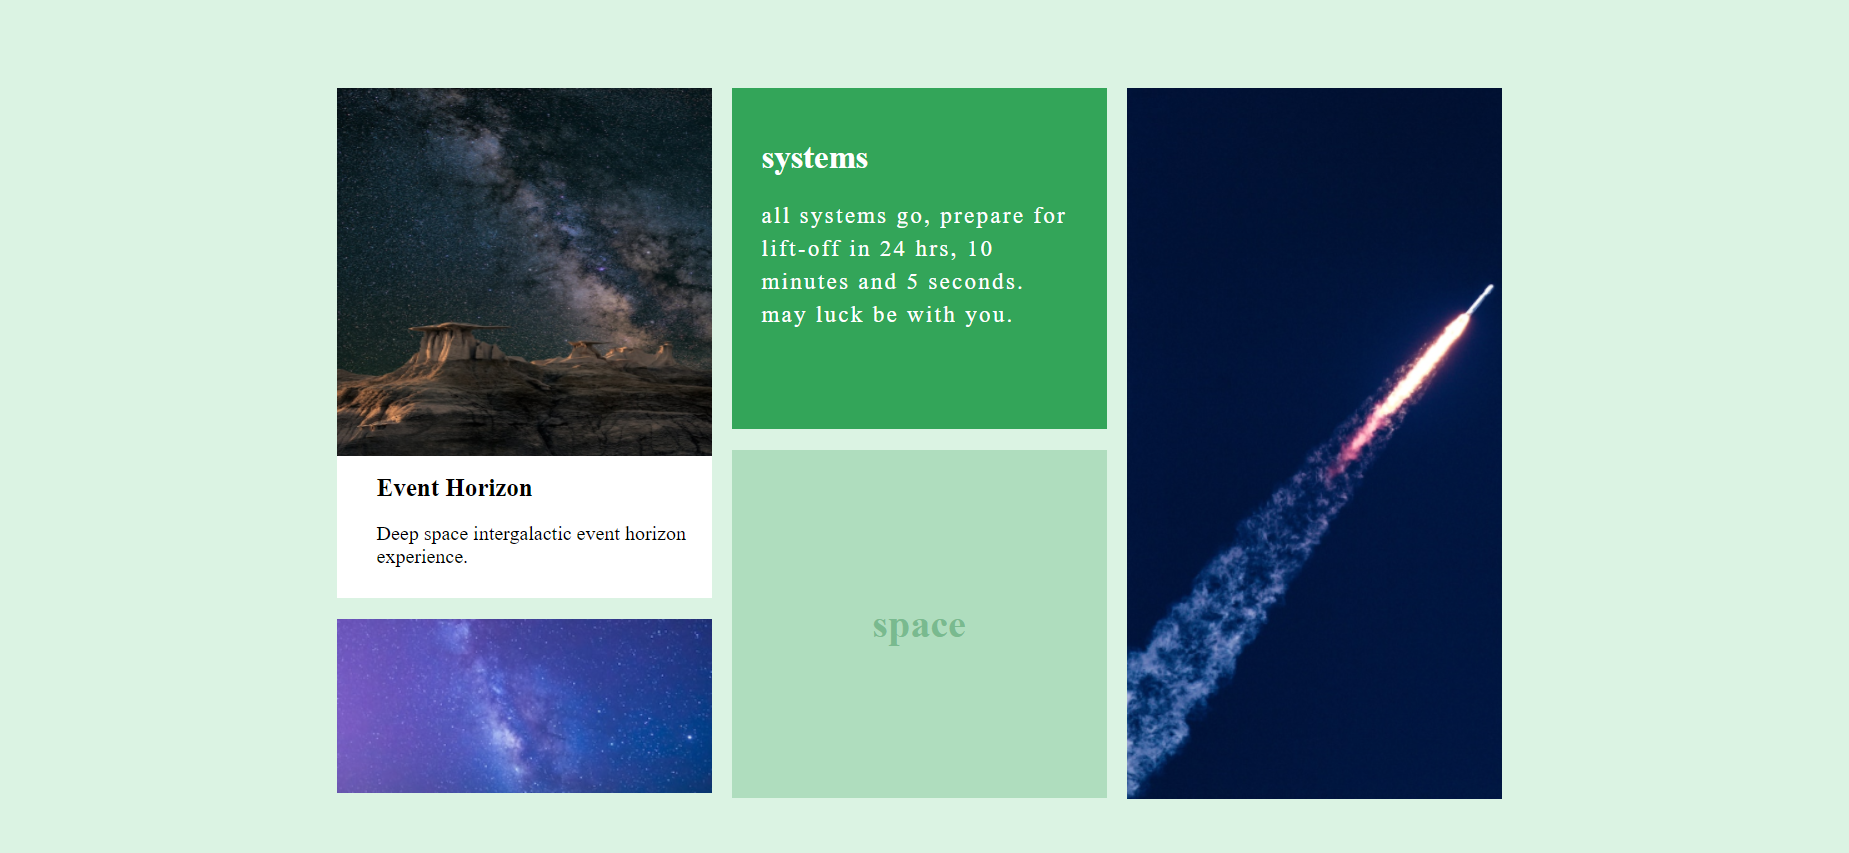 Event Horizon
Deep space intergalactic event horizon
experience.
systems
all systems go, prepare for
lift-off in 24 hrs, 10
minutes and 5 seconds.
may luck be with you.
space